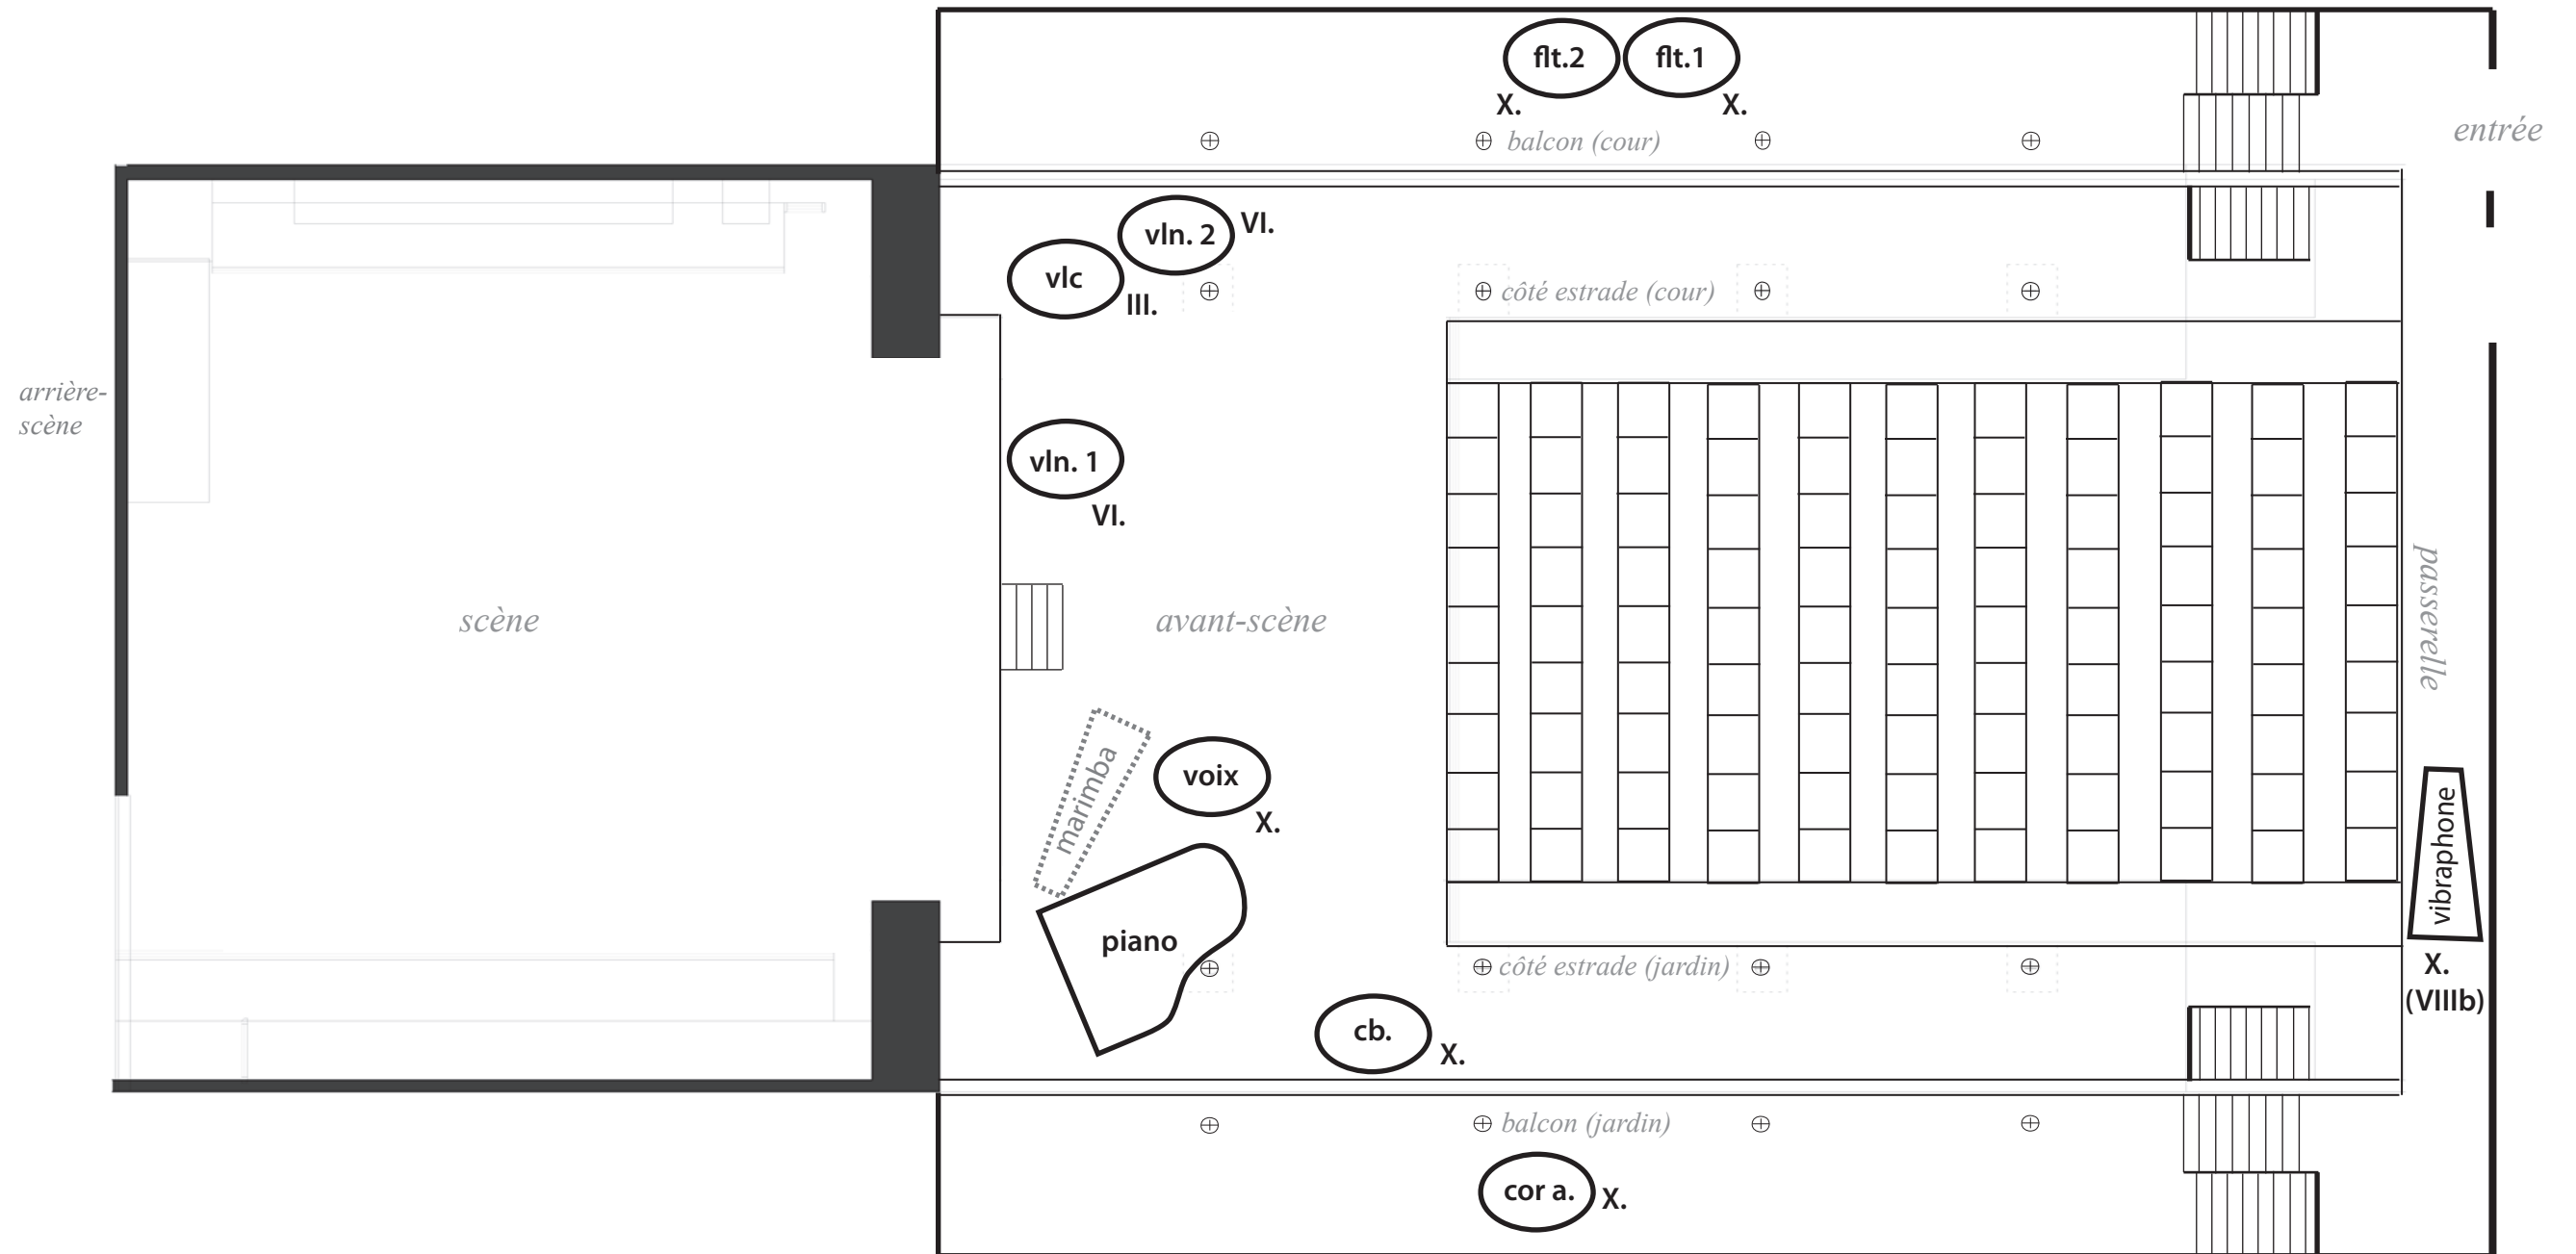 flt.2
flt.1
X.
X.
balcon (cour)
entrée
vln. 2
VI.
vlc
III.
côté estrade (cour)
arrière-
scène
vln. 1
VI.
scène
avant-scène
passerelle
marimba
voix
X.
vibraphone
X.
(VIIIb)
piano
côté estrade (jardin)
cb.
X.
balcon (jardin)
cor a.
X.